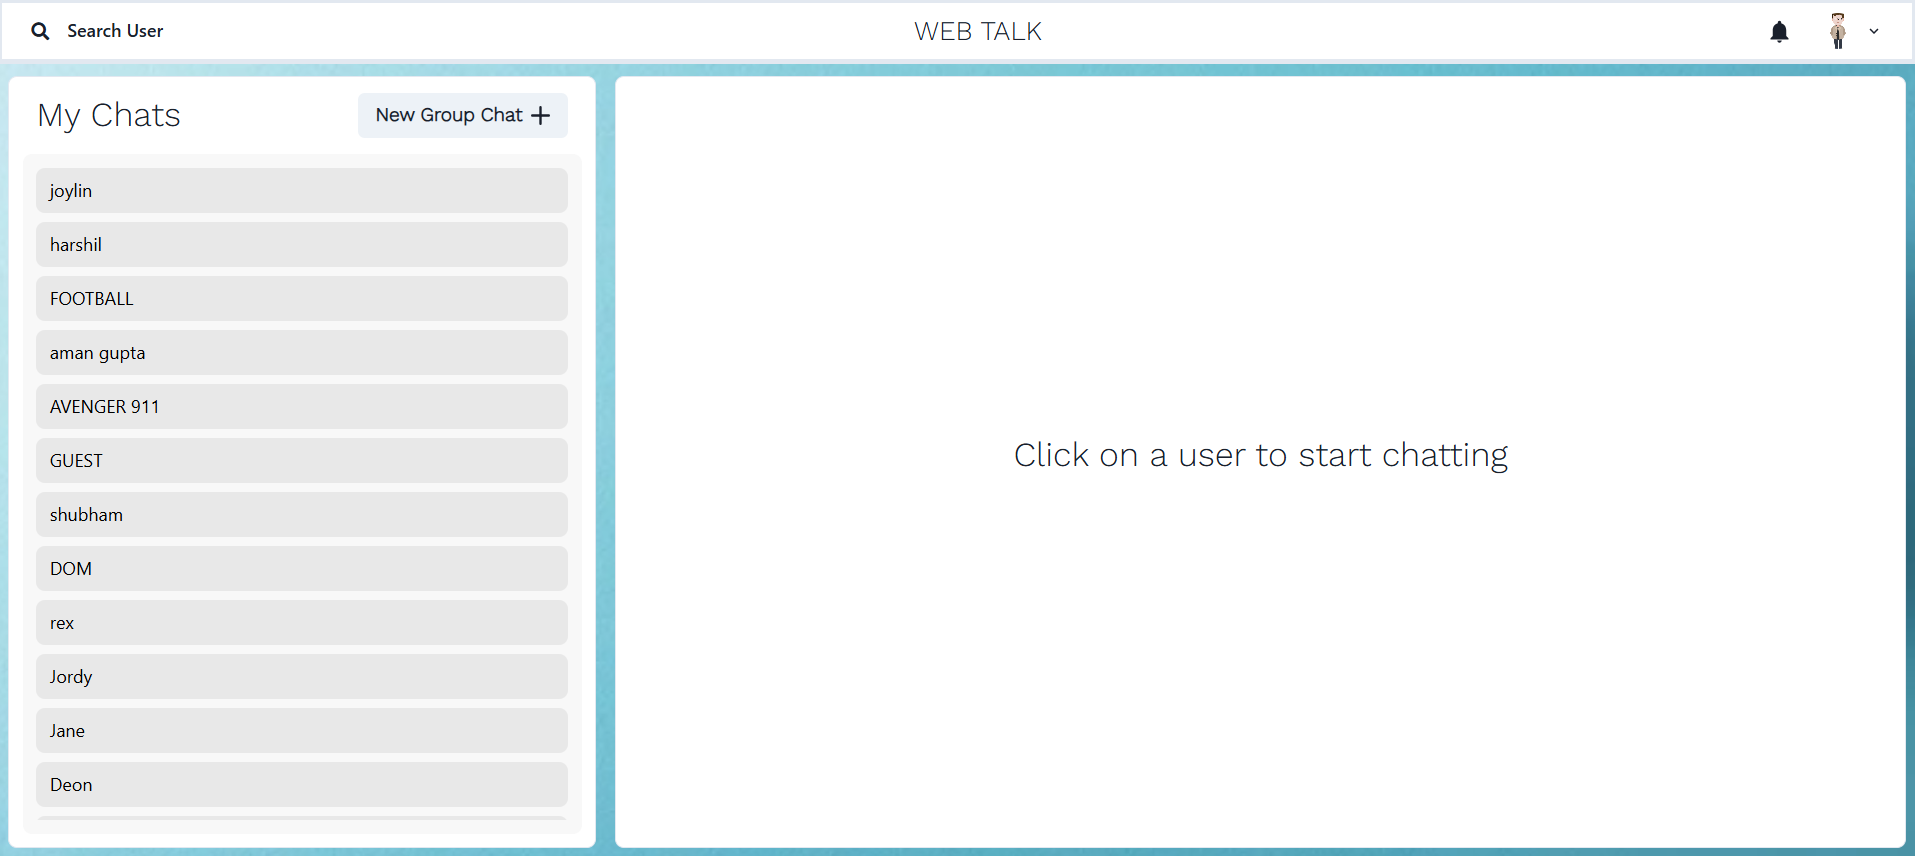 Search User
WEB TALK
My Chats
New Group Chat
joylin
harshil
FOOTBALL
aman gupta
AVENGER 911
GUEST
shubham
DOM
rex
Jordy
Jane
Deon
Click on a user to start chatting